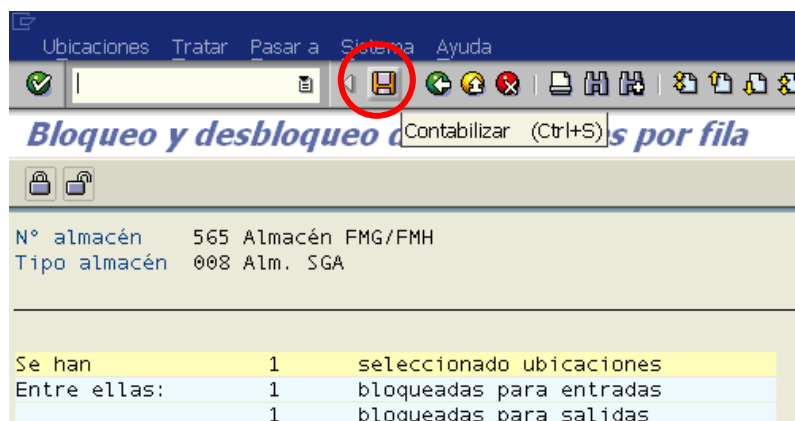 Ubicaciones Tratar Pasar a Sistema Ayuda
Bloqueo y desbloqueo d
Contabilizar (Ctrl+S)
s por fila
N° almacén 565 Almacén FMG/FMH
Tipo almacén 008 Alm. SGA
Se han 1 seleccionado ubicaciones
Entre ellas: 1 bloqueadas para entradas
1 bloqueadas para salidas